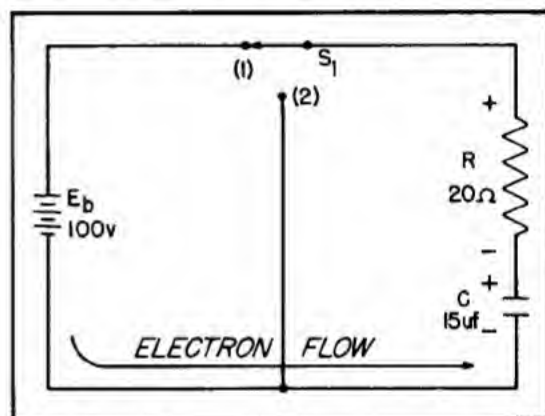 (1)
S1
(2)
+
R
20Ω
−
+
Eb
100v
C
15uf
−
ELECTRON FLOW